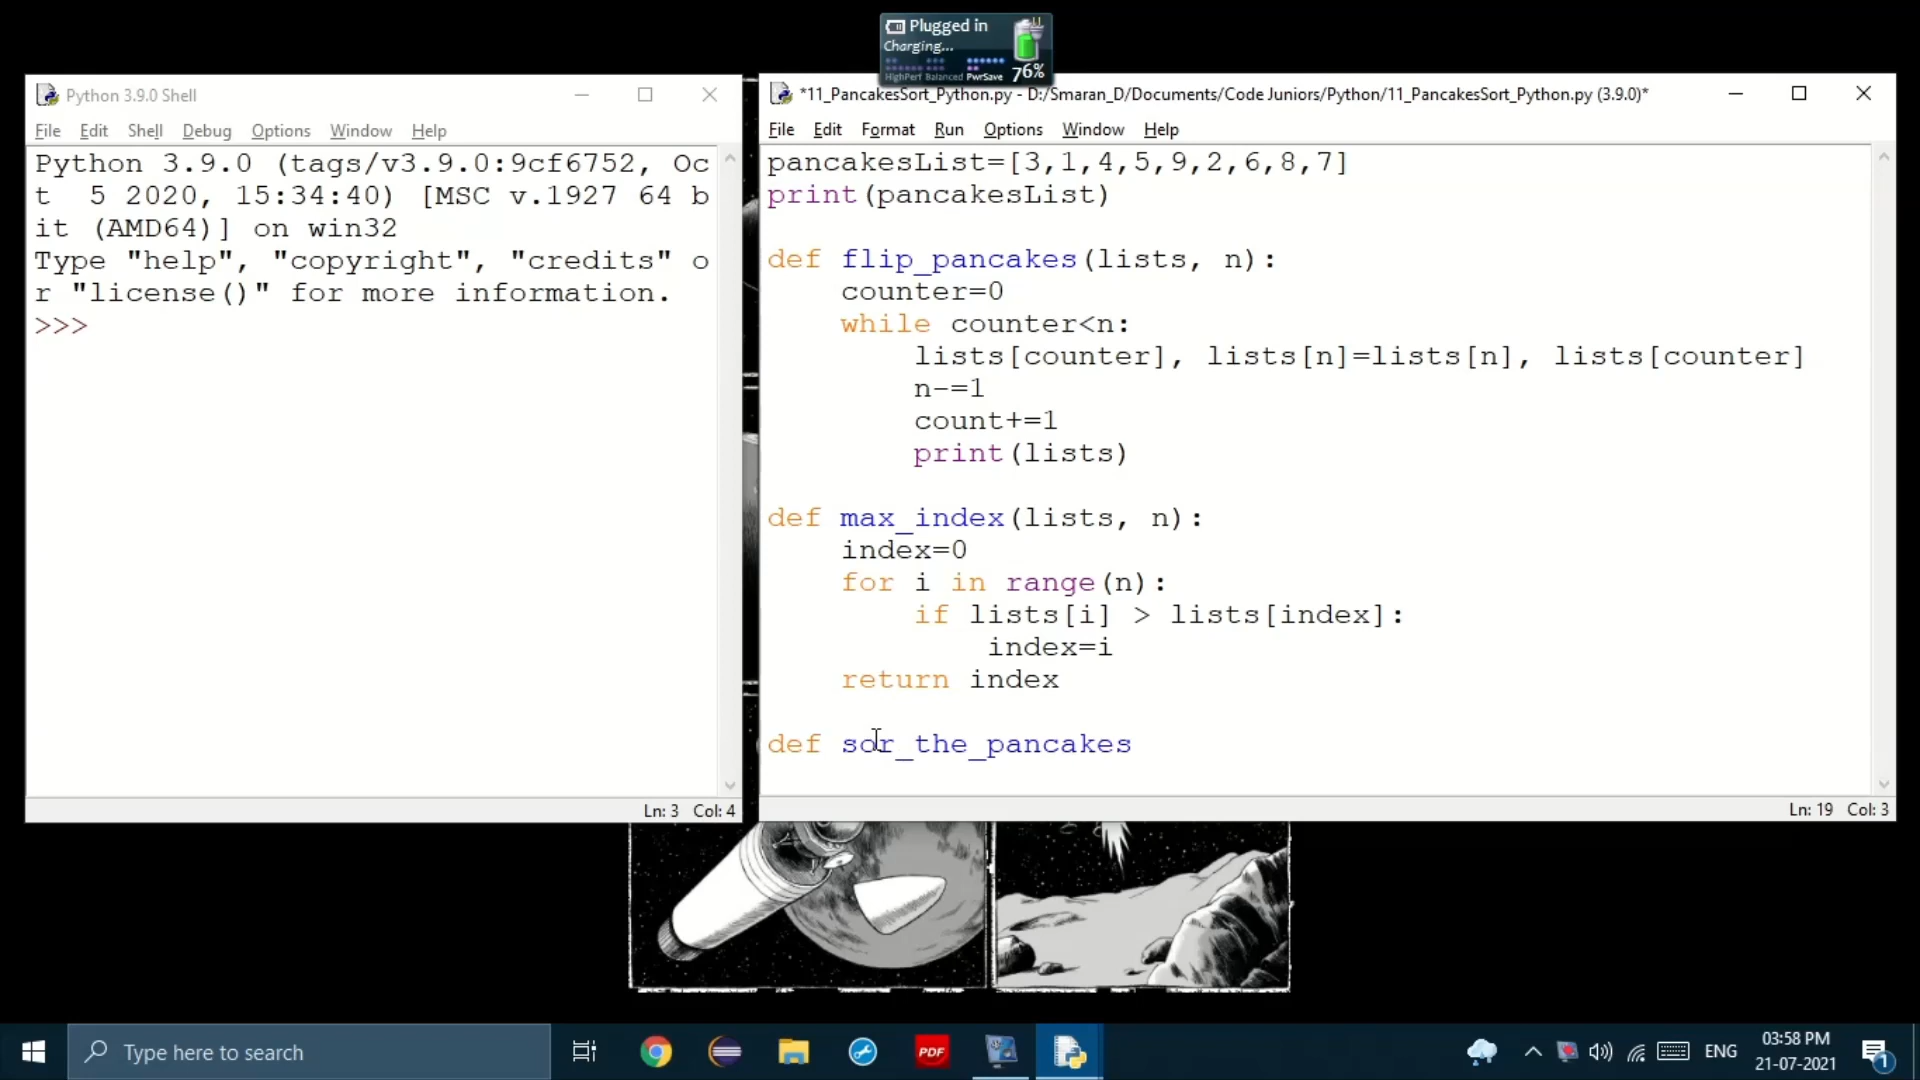 Plugged in
Charging...
HighPerf Balanced PwrSave 76%
Python 3.9.0 Shell
File Edit Shell Debug Options Window Help
Python 3.9.0 (tags/v3.9.0:9cf6752, Oc
t  5 2020, 15:34:40) [MSC v.1927 64 b
it (AMD64)] on win32
Type "help", "copyright", "credits" o
r "license()" for more information.
>>>
Ln: 3 Col: 4
*11_PancakesSort_Python.py - D:/Smaran_D/Documents/Code Juniors/Python/11_PancakesSort_Python.py (3.9.0)*
File Edit Format Run Options Window Help
pancakesList=[3,1,4,5,9,2,6,8,7]
print(pancakesList)
def flip_pancakes(lists, n):
    counter=0
    while counter<n:
        lists[counter], lists[n]=lists[n], lists[counter]
        n-=1
        count+=1
        print(lists)
def max_index(lists, n):
    index=0
    for i in range(n):
        if lists[i] > lists[index]:
            index=i
    return index
def sor_the_pancakes
Ln: 19 Col: 3
Type here to search
PDF
ENG
03:58 PM
21-07-2021
1